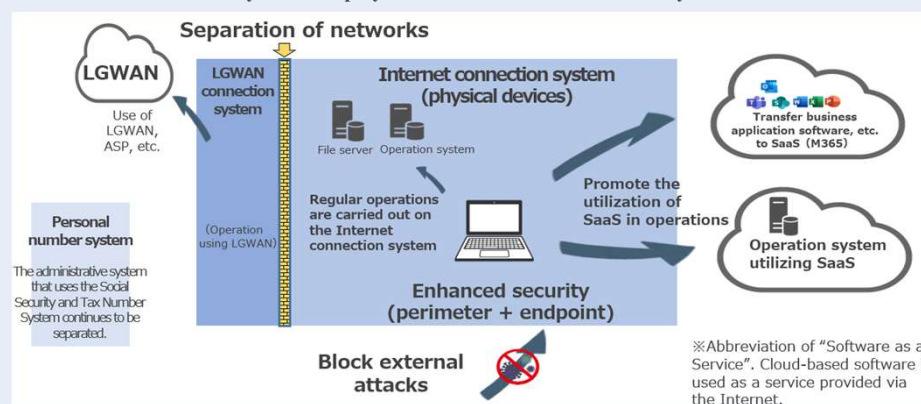 Separation of networks
LGWAN
LGWAN
connection
system
Internet connection system
(physical devices)
Use of
LGWAN,
ASP, etc.
File server
Operation system
Transfer business
application software, etc.
to SaaS (M365)
Regular operations
are carried out on
the Internet
connection system
Promote the
utilization of
SaaS in operations
(Operation
using LGWAN)
Personal
number system
The administrative system
that uses the Social
Security and Tax Number
System continues to be
separated.
Operation system
utilizing SaaS
Enhanced security
(perimeter + endpoint)
Block external
attacks
※Abbreviation of “Software as a
Service”. Cloud-based software
used as a service provided via
the Internet.